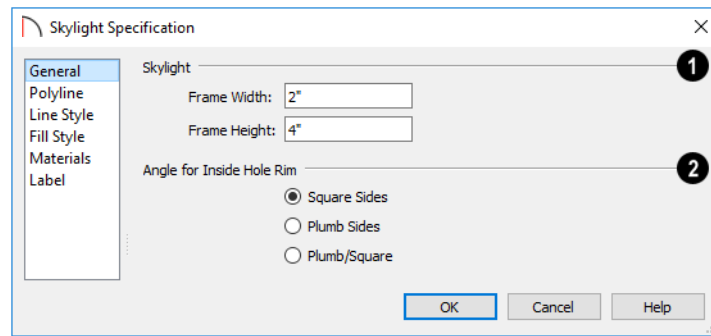 Skylight Specification
General
Polyline
Line Style
Fill Style
Materials
Label
Skylight
1
Frame Width: 2"
Frame Height: 4"
Angle for Inside Hole Rim
2
Square Sides
Plumb Sides
Plumb/Square
OK Cancel Help